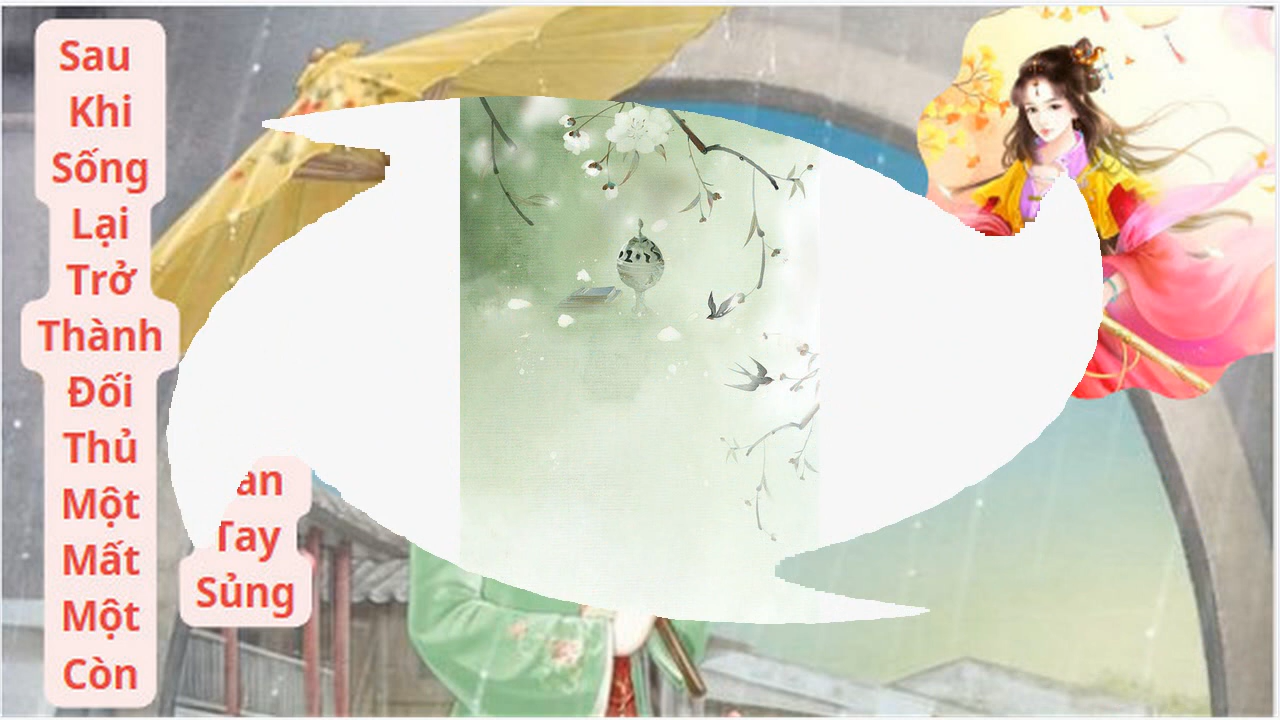 Sau
Khi
Sống
Lại
Trở
Thành
Đối
Thủ
Một
Mất
Một
Còn
Tay
Sủng